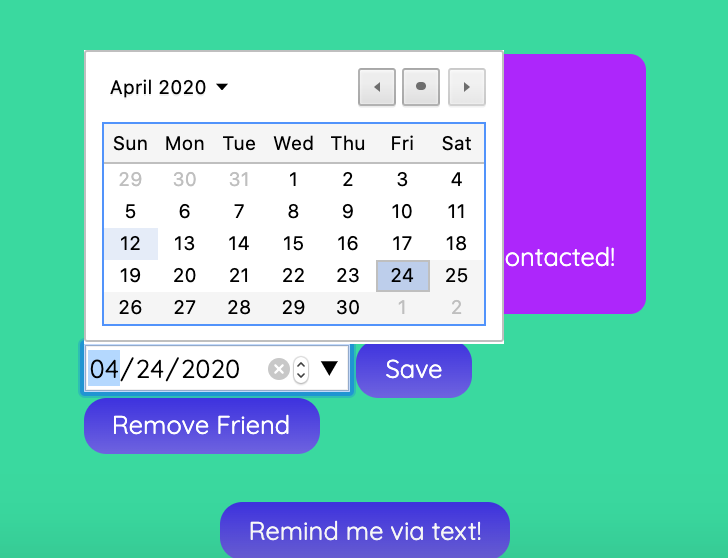 April 2020
Sun Mon Tue Wed Thu Fri Sat
29 30 31 1 2 3 4
5 6 7 8 9 10 11
12 13 14 15 16 17 18
19 20 21 22 23 24 25
26 27 28 29 30 1 2
ontacted!
04/24/2020
Save
Remove Friend
Remind me via text!